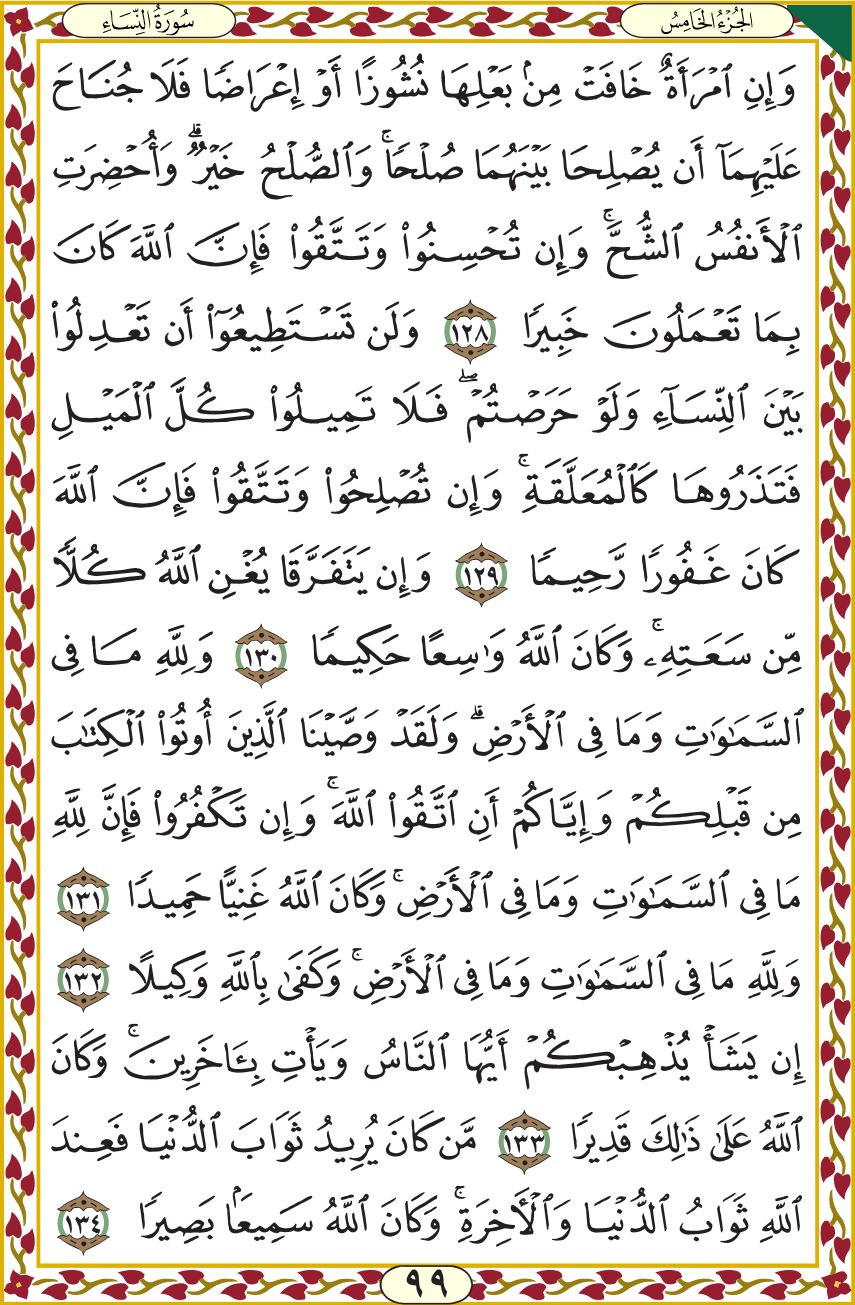 الجُزْءُ الخَامِسُ
سُورَةُ النِّسَاءِ
وَإِنِ ٱمْرَأَةٌ خَافَتْ مِنۢ بَعْلِهَا نُشُوزًا أَوْ إِعْرَاضًا فَلَا جُنَاحَ
عَلَيْهِمَآ أَن يُصْلِحَا بَيْنَهُمَا صُلْحًاۚ وَٱلصُّلْحُ خَيْرٌۗ وَأُحْضِرَتِ
ٱلْأَنفُسُ ٱلشُّحَّۚ وَإِن تُحْسِنُوا۟ وَتَتَّقُوا۟ فَإِنَّ ٱللَّهَ كَانَ
بِمَا تَعْمَلُونَ خَبِيرًا ١٢٨ وَلَن تَسْتَطِيعُوٓا۟ أَن تَعْدِلُوا۟
بَيْنَ ٱلنِّسَآءِ وَلَوْ حَرَصْتُمْۖ فَلَا تَمِيلُوا۟ كُلَّ ٱلْمَيْلِ
فَتَذَرُوهَا كَٱلْمُعَلَّقَةِۚ وَإِن تُصْلِحُوا۟ وَتَتَّقُوا۟ فَإِنَّ ٱللَّهَ
كَانَ غَفُورًا رَّحِيمًا ١٢٩ وَإِن يَتَفَرَّقَا يُغْنِ ٱللَّهُ كُلًّا
مِّن سَعَتِهِۦۚ وَكَانَ ٱللَّهُ وَٰسِعًا حَكِيمًا ١٣٠ وَلِلَّهِ مَا فِى
ٱلسَّمَٰوَٰتِ وَمَا فِى ٱلْأَرْضِۗ وَلَقَدْ وَصَّيْنَا ٱلَّذِينَ أُوتُوا۟ ٱلْكِتَٰبَ
مِن قَبْلِكُمْ وَإِيَّاكُمْ أَنِ ٱتَّقُوا۟ ٱللَّهَۚ وَإِن تَكْفُرُوا۟ فَإِنَّ لِلَّهِ
مَا فِى ٱلسَّمَٰوَٰتِ وَمَا فِى ٱلْأَرْضِۚ وَكَانَ ٱللَّهُ غَنِيًّا حَمِيدًا ١٣١
وَلِلَّهِ مَا فِى ٱلسَّمَٰوَٰتِ وَمَا فِى ٱلْأَرْضِۚ وَكَفَىٰ بِٱللَّهِ وَكِيلًا ١٣٢
إِن يَشَأْ يُذْهِبْكُمْ أَيُّهَا ٱلنَّاسُ وَيَأْتِ بِـَٔاخَرِينَۚ وَكَانَ
ٱللَّهُ عَلَىٰ ذَٰلِكَ قَدِيرًا ١٣٣ مَّن كَانَ يُرِيدُ ثَوَابَ ٱلدُّنْيَا فَعِندَ
ٱللَّهِ ثَوَابُ ٱلدُّنْيَا وَٱلْـَٔاخِرَةِۚ وَكَانَ ٱللَّهُ سَمِيعًۢا بَصِيرًا ١٣٤
٩٩